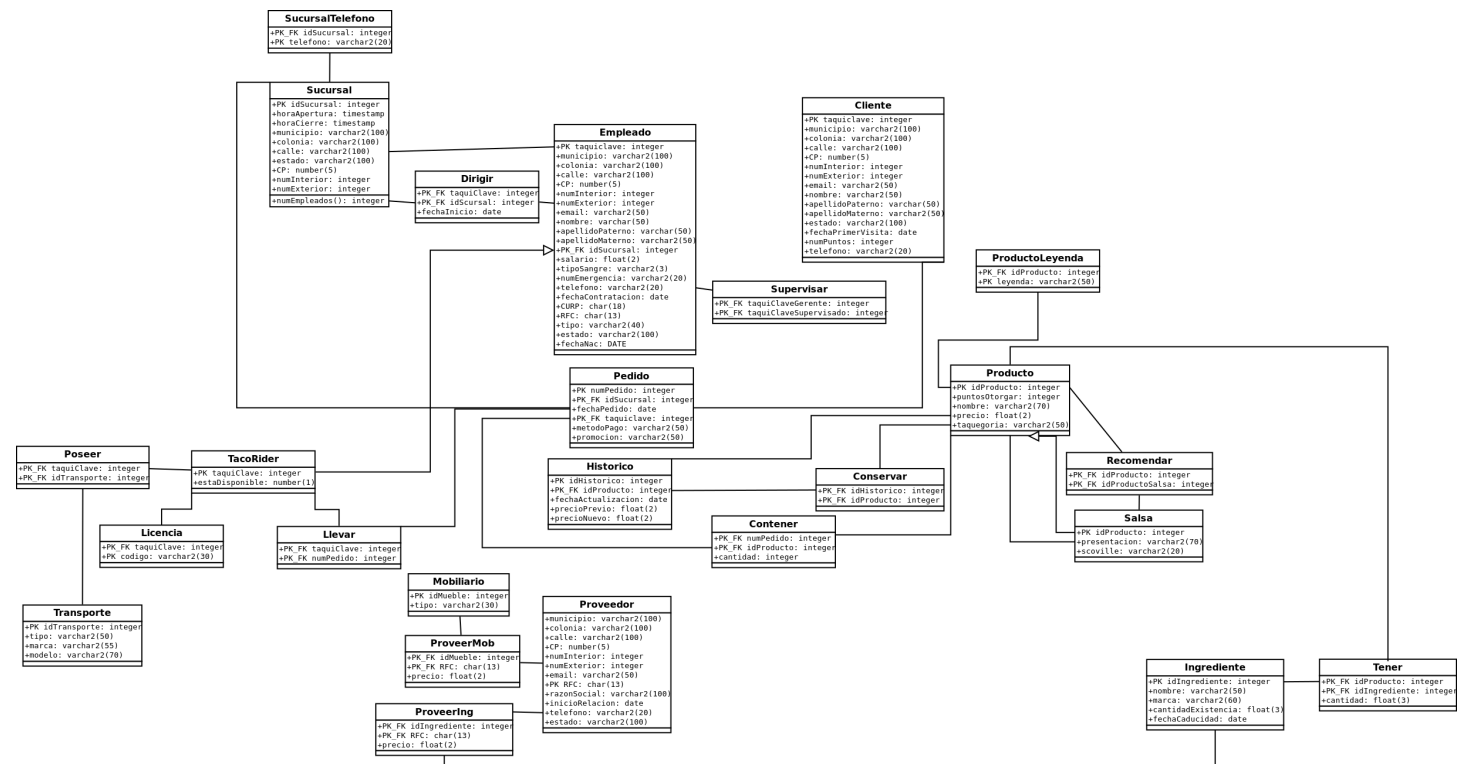 SucursalTelefono
+PK_FK idSucursal: integer
+PK telefono: varchar2(20)
Sucursal
+PK idSucursal: integer
+horaApertura: timestamp
+horaCierre: timestamp
+municipio: varchar2(100)
+colonia: varchar2(100)
+calle: varchar2(100)
+estado: varchar2(100)
+CP: number(5)
+numInterior: integer
+numExterior: integer
+numEmpleados(): integer
Dirigir
+PK_FK taquiClave: integer
+PK_FK idScursal: integer
+fechaInicio: date
Empleado
+PK taquiclave: integer
+municipio: varchar2(100)
+colonia: varchar2(100)
+calle: varchar2(100)
+CP: number(5)
+numInterior: integer
+numExterior: integer
+email: varchar2(50)
+nombre: varchar(50)
+apellidoPaterno: varchar(50)
+apellidoMaterno: varchar2(50)
+PK_FK idSucursal: integer
+salario: float(2)
+tipoSangre: varchar2(3)
+numEmergencia: varchar2(20)
+telefono: varchar2(20)
+fechaContratacion: date
+CURP: char(18)
+RFC: char(13)
+tipo: varchar2(40)
+estado: varchar2(100)
+fechaNac: DATE
Cliente
+PK taquiclave: integer
+municipio: varchar2(100)
+colonia: varchar2(100)
+calle: varchar2(100)
+CP: number(5)
+numInterior: integer
+numExterior: integer
+email: varchar2(50)
+nombre: varchar2(50)
+apellidoPaterno: varchar(50)
+apellidoMaterno: varchar2(50)
+estado: varchar2(100)
+fechaPrimerVisita: date
+numPuntos: integer
+telefono: varchar2(20)
Supervisar
+PK_FK taquiClaveGerente: integer
+PK_FK taquiClaveSupervisado: integer
ProductoLeyenda
+PK_FK idProducto: integer
+PK leyenda: varchar2(50)
Pedido
+PK numPedido: integer
+PK_FK idSucursal: integer
+fechaPedido: date
+PK_FK taquiclave: integer
+metodoPago: varchar2(50)
+promocion: varchar2(50)
Producto
+PK idProducto: integer
+puntosOtorgar: integer
+nombre: varchar2(70)
+precio: float(2)
+taquegoria: varchar2(50)
Poseer
+PK_FK taquiClave: integer
+PK_FK idTransporte: integer
TacoRider
+PK taquiClave: integer
+estaDisponible: number(1)
Historico
+PK idHistorico: integer
+PK_FK idProducto: integer
+fechaActualizacion: date
+precioPrevio: float(2)
+precioNuevo: float(2)
Conservar
+PK_FK idHistorico: integer
+PK_FK idProducto: integer
Recomendar
+PK_FK idProducto: integer
+PK_FK idProductoSalsa: integer
Salsa
+PK idProducto: integer
+presentacion: varchar2(70)
+scoville: varchar2(20)
Licencia
+PK_FK taquiClave: integer
+PK codigo: varchar2(30)
Llevar
+PK_FK taquiClave: integer
+PK_FK numPedido: integer
Contener
+PK_FK numPedido: integer
+PK_FK idProducto: integer
+cantidad: integer
Transporte
+PK idTransporte: integer
+tipo: varchar2(50)
+marca: varchar2(55)
+modelo: varchar2(70)
Mobiliario
+PK idMueble: integer
+tipo: varchar2(30)
ProveerMob
+PK_FK idMueble: integer
+PK_FK RFC: char(13)
+precio: float(2)
Proveedor
+municipio: varchar2(100)
+colonia: varchar2(100)
+calle: varchar2(100)
+CP: number(5)
+numInterior: integer
+numExterior: integer
+email: varchar2(50)
+PK RFC: char(13)
+razonSocial: varchar2(100)
+inicioRelacion: date
+telefono: varchar2(20)
+estado: varchar2(100)
ProveerIng
+PK_FK idIngrediente: integer
+PK_FK RFC: char(13)
+precio: float(2)
Ingrediente
+PK idIngrediente: integer
+nombre: varchar2(50)
+marca: varchar2(60)
+cantidadExistencia: float(3)
+fechaCaducidad: date
Tener
+PK_FK idProducto: integer
+PK_FK idIngrediente: integer
+cantidad: float(3)